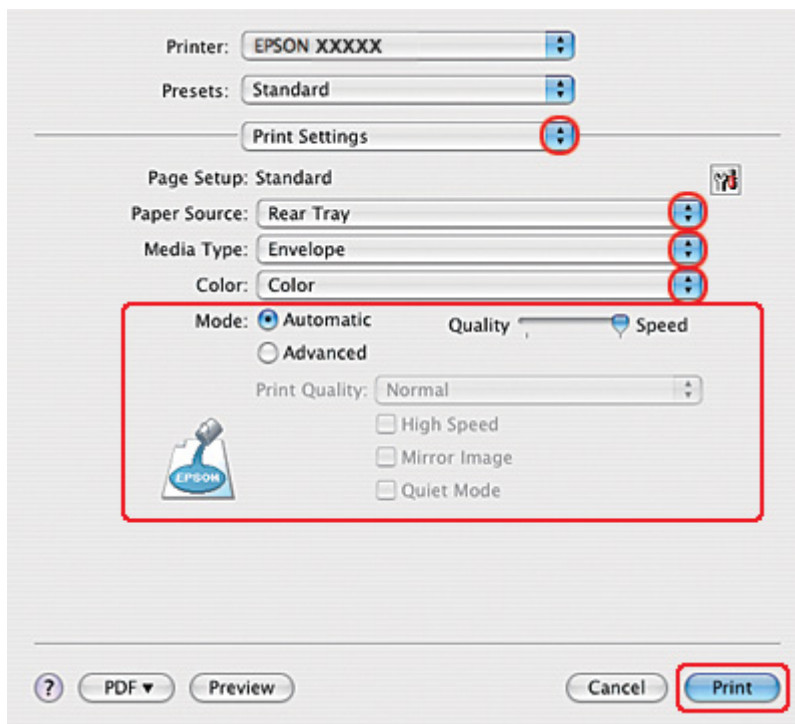 Printer: EPSON XXXXX
Presets: Standard
Print Settings
Page Setup: Standard
Paper Source: Rear Tray
Media Type: Envelope
Color: Color
Mode: Automatic Quality Speed
Advanced
Print Quality: Normal
High Speed
Mirror Image
EPSON
Quiet Mode
? PDF ▼ Preview Cancel Print